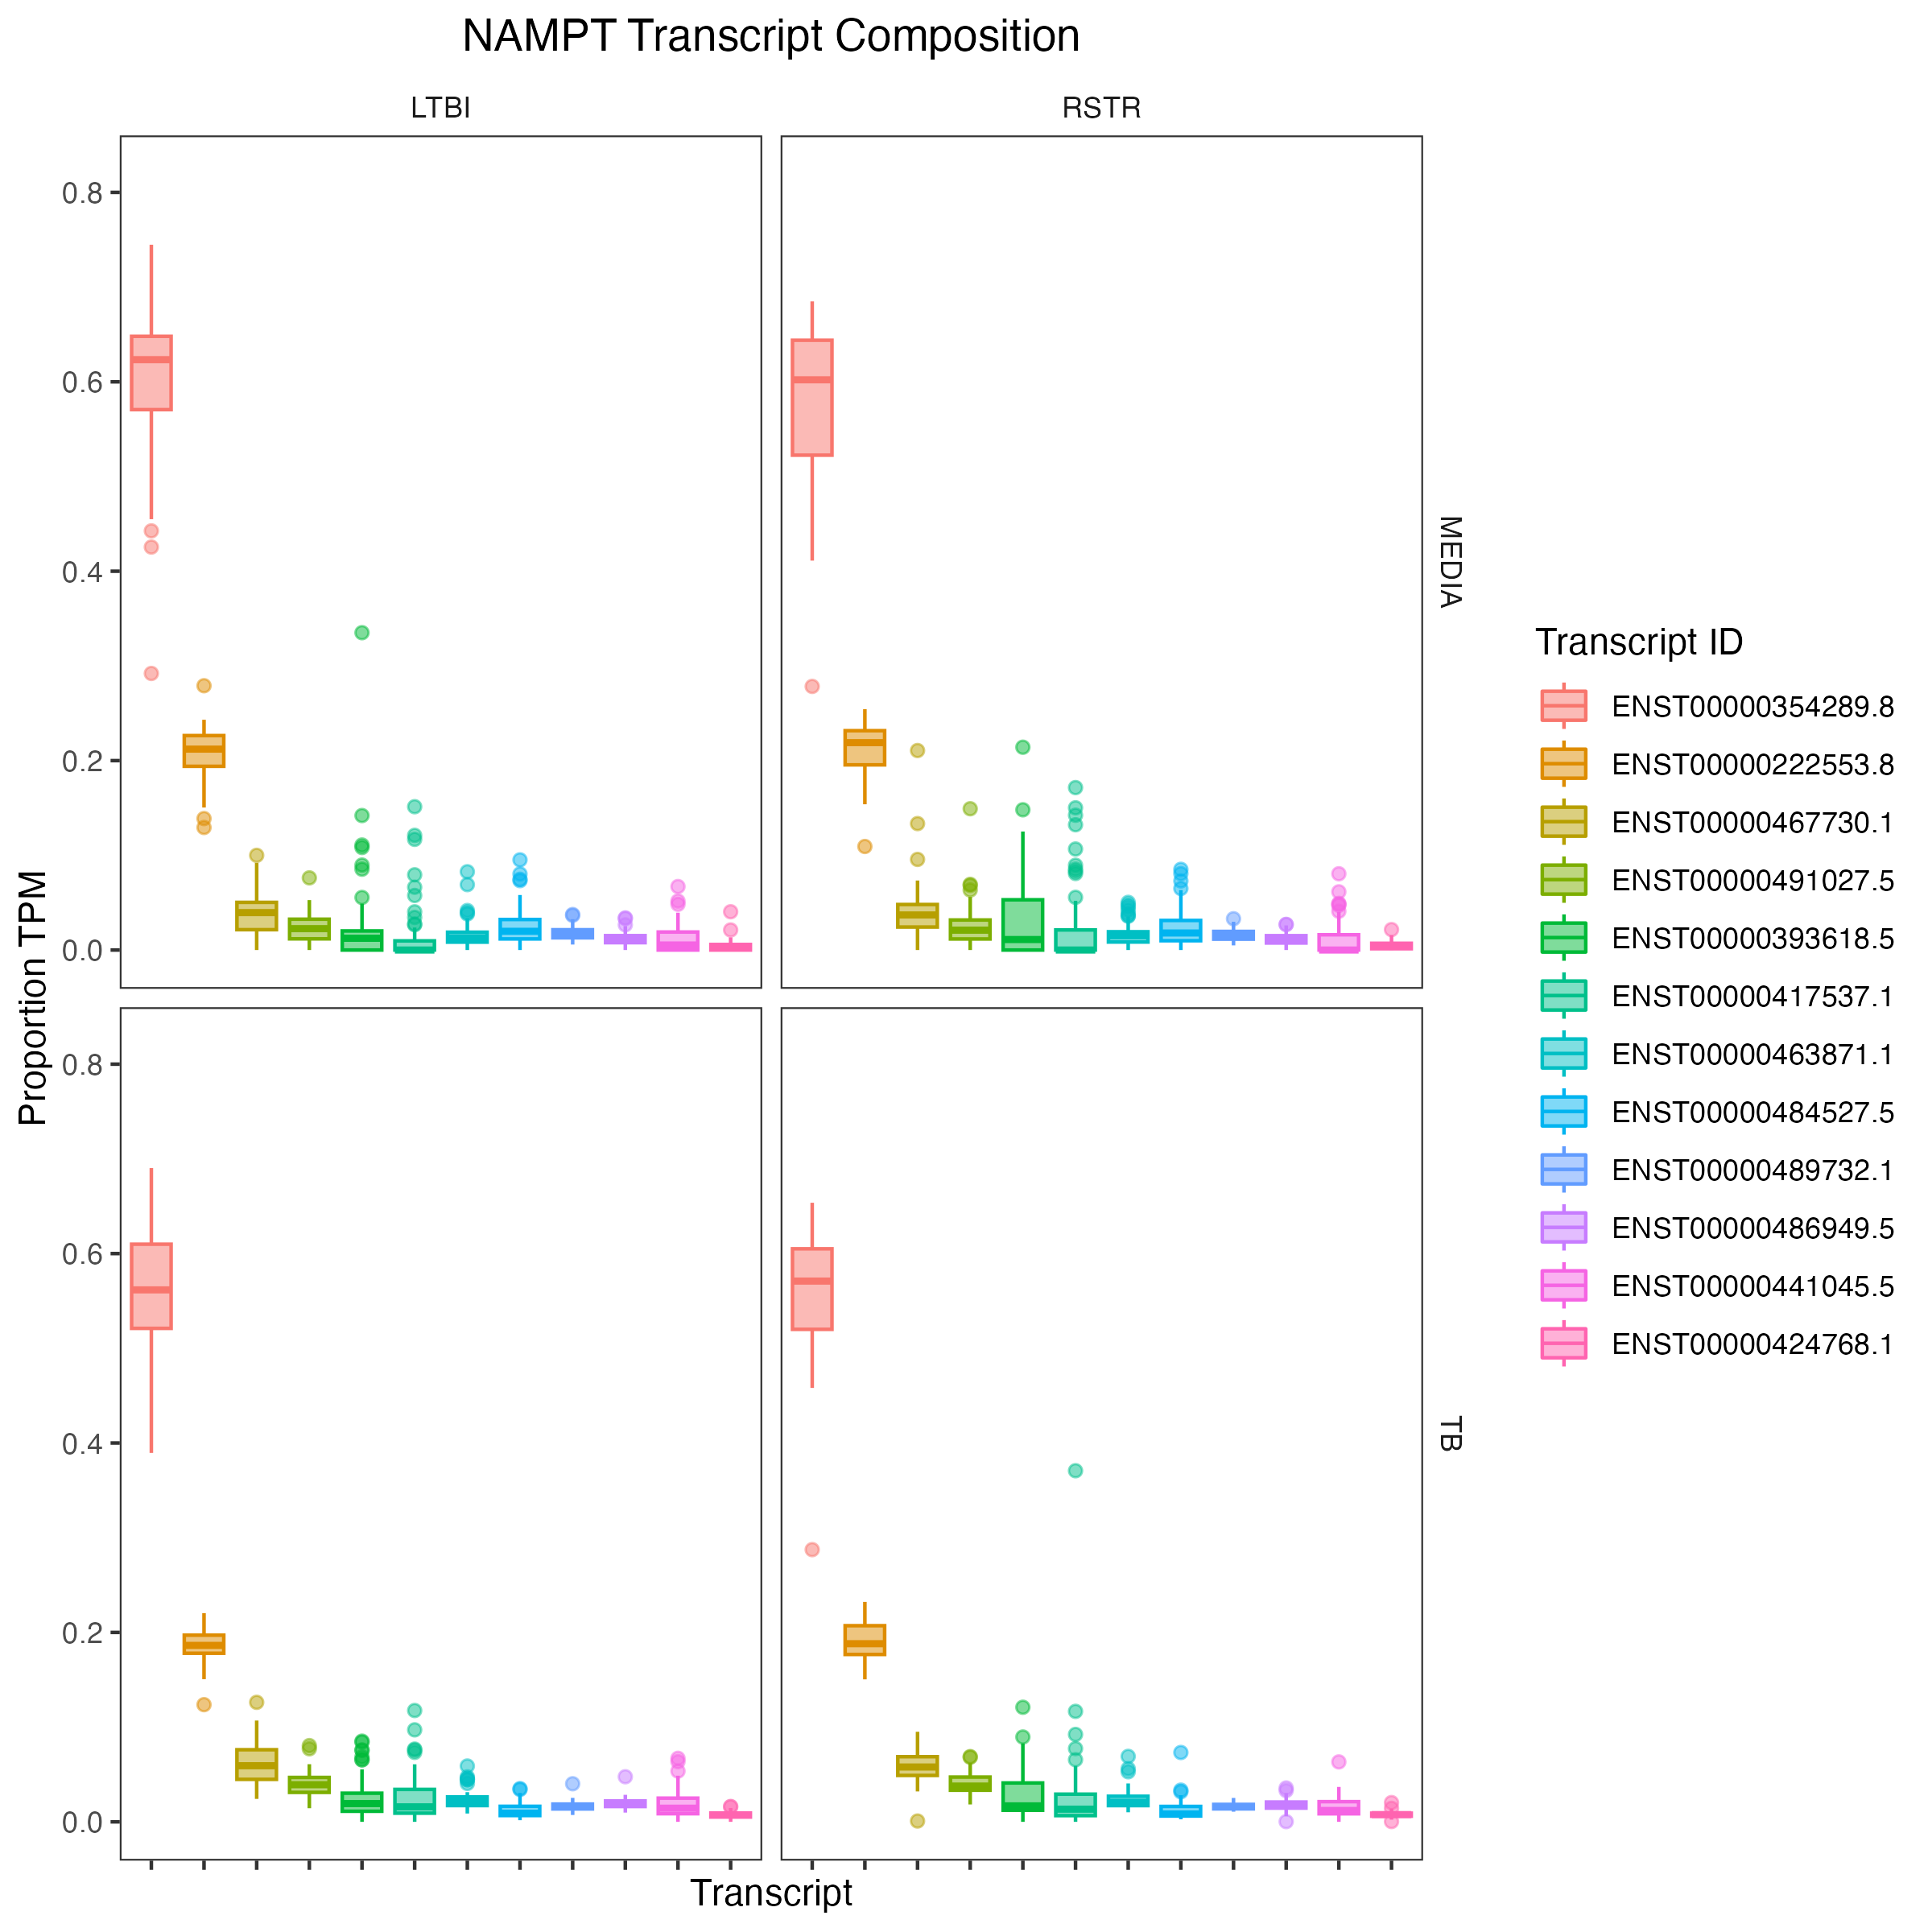 NAMPT Transcript Composition
LTBI
RSTR
0.8
0.6
0.4
0.2
0.0
MEDIA
0.8
0.6
0.4
0.2
0.0
TB
Proportion TPM
Transcript
Transcript ID
ENST00000354289.8
ENST00000222553.8
ENST00000467730.1
ENST00000491027.5
ENST00000393618.5
ENST00000417537.1
ENST00000463871.1
ENST00000484527.5
ENST00000489732.1
ENST00000486949.5
ENST00000441045.5
ENST00000424768.1